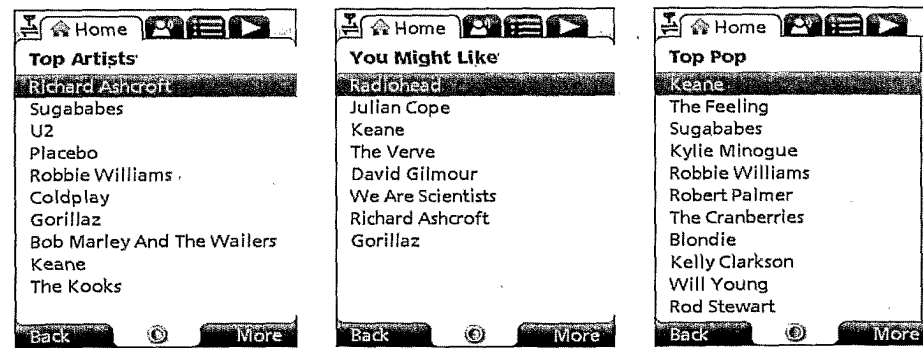 Home
Top Artists
Richard Ashcroft
Sugababes
U2
Placebo
Robbie Williams
Coldplay
Gorillaz
Bob Marley And The Wailers
Keane
The Kooks
Back
More
Home
You Might Like
Radiohead
Julian Cope
Keane
The Verve
David Gilmour
We Are Scientists
Richard Ashcroft
Gorillaz
Back
More
Home
Top Pop
Keane
The Feeling
Sugababes
Kylie Minogue
Robbie Williams
Robert Palmer
The Cranberries
Blondie
Kelly Clarkson
Will Young
Rod Stewart
Back
More